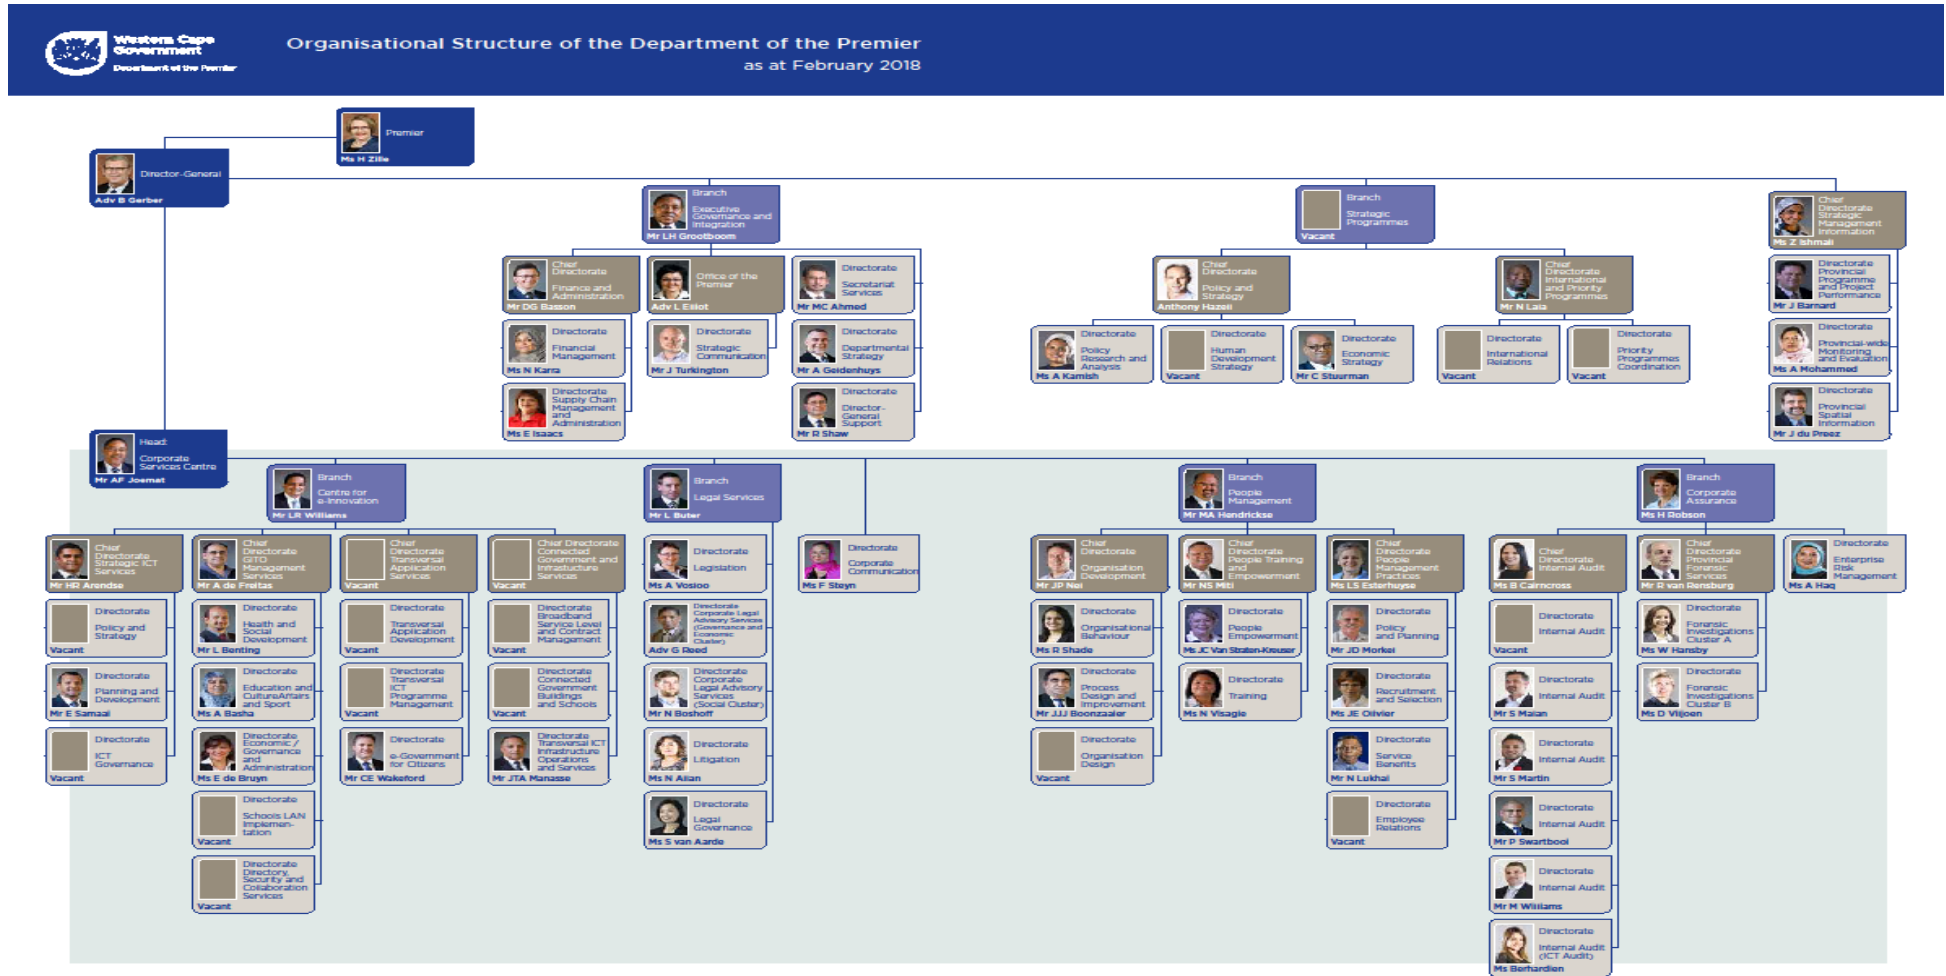 Western Cape
Government
Department of the Premier
Organisational Structure of the Department of the Premier
as at February 2018
Premier
Ms H Zille
Director-General
Adv B Gerber
Branch
Executive
Governance and
Integration
Mr LH Grootboom
Branch
Strategic
Programmes
Vacant
Chief
Directorate
Strategic
Management
Information
Ms Z Ishmail
Chief
Directorate
Finance and
Administration
Mr DG Basson
Office of the
Premier
Adv L Elliot
Directorate
Secretariat
Services
Mr MC Ahmed
Chief
Directorate
Policy and
Strategy
Anthony Hazell
Chief
Directorate
International
and Priority
Programmes
Mr N Lala
Directorate
Provincial
Programme
and Project
Performance
Mr J Barnard
Directorate
Financial
Management
Ms N Karra
Directorate
Strategic
Communication
Mr J Turkington
Directorate
Departmental
Strategy
Mr A Geldenhuys
Directorate
Policy
Research and
Analysis
Ms A Kamish
Directorate
Human
Development
Strategy
Vacant
Directorate
Economic
Strategy
Mr C Stuurman
Directorate
International
Relations
Vacant
Directorate
Priority
Programmes
Coordination
Vacant
Directorate
Provincial-wide
Monitoring
and Evaluation
Ms A Mohammed
Directorate
Supply Chain
Management
and
Administration
Ms E Isaacs
Directorate
Director-
General
Support
Mr R Shaw
Directorate
Provincial
Spatial
Information
Mr J du Preez
Head:
Corporate
Services Centre
Mr AF Joemat
Branch
Centre for
e-Innovation
Mr LR Williams
Branch
Legal Services
Mr L Buter
Branch
People
Management
Mr MA Hendrickse
Branch
Corporate
Assurance
Ms H Robson
Chief
Directorate
Strategic ICT
Services
Mr HR Arendse
Chief
Directorate
GITO
Management
Services
Mr A de Freitas
Chief
Directorate
Transversal
Application
Services
Vacant
Chief Directorate
Connected
Government and
Infrastucture
Services
Vacant
Directorate
Legislation
Ms A Vosloo
Directorate
Corporate
Communication
Ms F Steyn
Chief
Directorate
Organisation
Development
Mr JP Nel
Chief
Directorate
People Training
and
Empowerment
Mr NS Miti
Chief
Directorate
People
Management
Practices
Ms LS Esterhuyse
Chief
Directorate
Internal Audit
Ms B Cairncross
Chief
Directorate
Provincial
Forensic
Services
Mr R van Rensburg
Directorate
Enterprise
Risk
Management
Ms A Haq
Directorate
Policy and
Strategy
Vacant
Directorate
Health and
Social
Development
Mr L Benting
Directorate
Transversal
Application
Development
Vacant
Directorate
Broadband
Service Level
and Contract
Management
Vacant
Directorate
Corporate Legal
Advisory Services
(Governance and
Economic
Cluster)
Adv G Reed
Directorate
Organisational
Behaviour
Ms R Shade
Directorate
People
Empowerment
Ms JC Van Straten-Kreuser
Directorate
Policy
and Planning
Mr JD Morkel
Directorate
Internal Audit
Vacant
Directorate
Forensic
Investigations
Cluster A
Ms W Hansby
Directorate
Planning and
Development
Mr E Samaai
Directorate
Education and
CultureAffairs
and Sport
Ms A Basha
Directorate
Transversal
ICT
Programme
Management
Vacant
Directorate
Connected
Government
Buildings
and Schools
Vacant
Directorate
Corporate
Legal Advisory
Services
(Social Cluster)
Mr N Boshoff
Directorate
Process
Design and
Improvement
Mr JJJ Boonzaaier
Directorate
Training
Ms N Visagie
Directorate
Recruitment
and Selection
Ms JE Olivier
Directorate
Internal Audit
Mr S Malan
Directorate
Forensic
Investigations
Cluster B
Ms D Viljoen
Directorate
ICT
Governance
Vacant
Directorate
Economic /
Governance
and
Administration
Ms E de Bruyn
Directorate
e-Government
for Citizens
Mr CE Wakeford
Directorate
Transversal ICT
Infrastructure
Operations
and Services
Mr JTA Manasse
Directorate
Litigation
Ms N Allan
Directorate
Organisation
Design
Vacant
Directorate
Service
Benefits
Mr N Lukhai
Directorate
Internal Audit
Mr S Martin
Directorate
Schools LAN
Implemen-
tation
Vacant
Directorate
Legal
Governance
Ms S van Aarde
Directorate
Employee
Relations
Vacant
Directorate
Internal Audit
Mr P Swartbooi
Directorate
Directory,
Security and
Collaboration
Services
Vacant
Directorate
Internal Audit
Mr M Williams
Directorate
Internal Audit
(ICT Audit)
Ms Berhardien